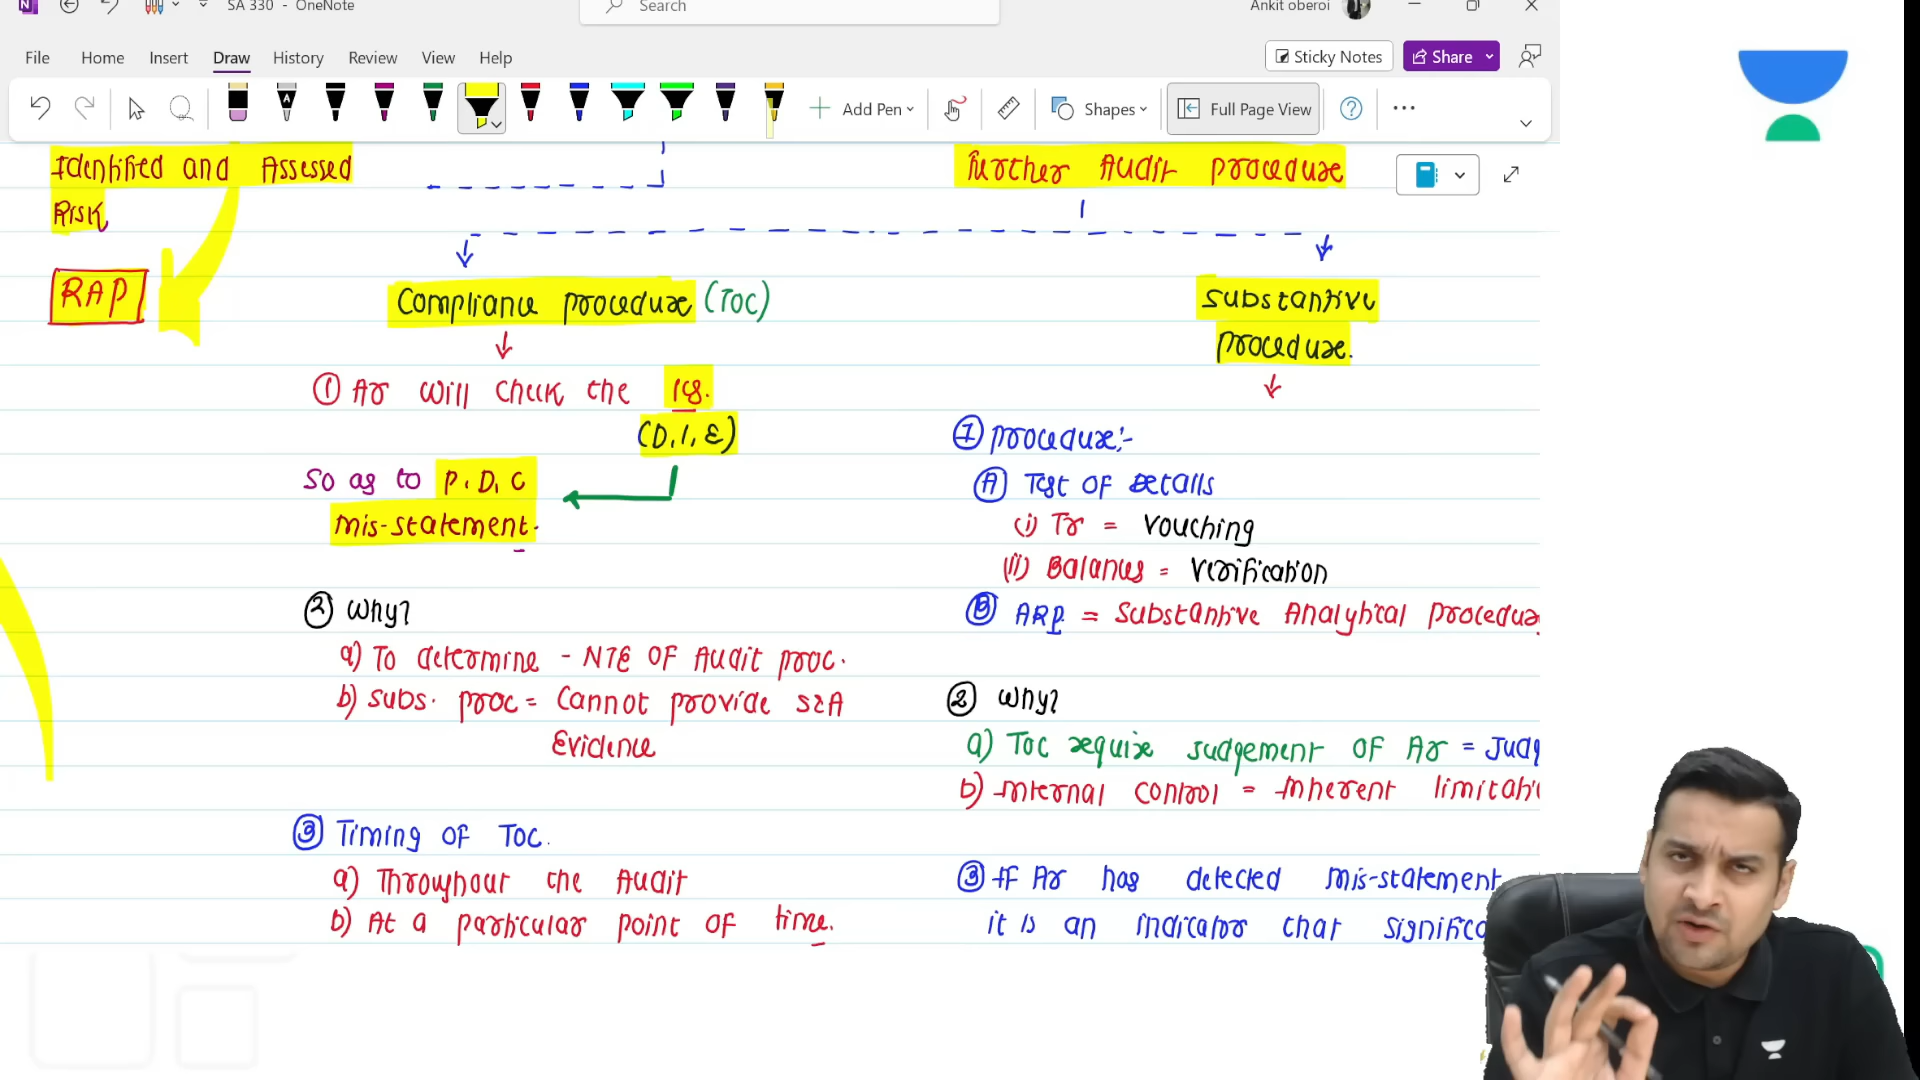 SA 330 - OneNote
Search
Ankit oberoi
File Home Insert Draw History Review View Help
Sticky Notes
Share
Add Pen
Shapes
Full Page View
Identified and Assessed
Risk
RAP
Further Audit procedure
Compliance procedure (TOC)
① Ar will check the ICS.
(D, I, E)
So as to P. D, C
mis-statement.
② Why?
a) To determine - NTE OF Audit proc.
b) Subs. proc = Cannot provide S&A
Evidence
③ Timing OF TOC.
a) Throughout the Audit
b) At a particular point OF time.
Substantive
procedure.
① procedure:-
Ⓐ Test OF Details
(i) Tr = Vouching
(ii) Balances = Verification
Ⓑ ARP = Substantive Analytical procedure
② Why?
a) TOC require Judgement OF Ar = Judg
b) Internal control = Inherent limitati
③ If Ar has detected mis-statement
it is an indicator that significa